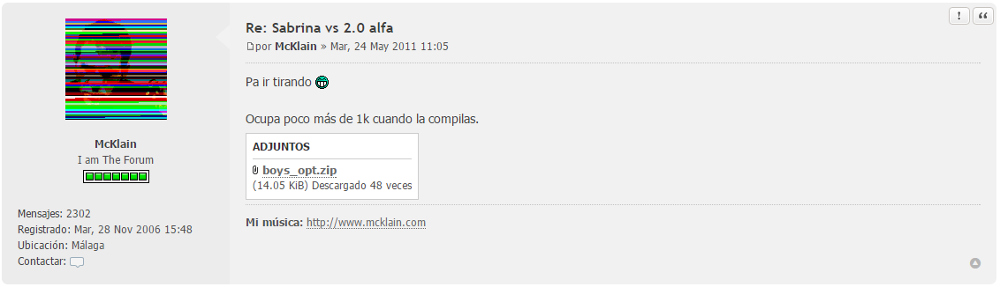 Re: Sabrina vs 2.0 alfa
por McKlain » Mar, 24 May 2011 11:05
Pa ir tirando
Ocupa poco más de 1k cuando la compilas.
ADJUNTOS
boys_opt.zip
(14.05 KiB) Descargado 48 veces
Mi música: http://www.mcklain.com
McKlain
I am The Forum
Mensajes: 2302
Registrado: Mar, 28 Nov 2006 15:48
Ubicación: Málaga
Contactar: